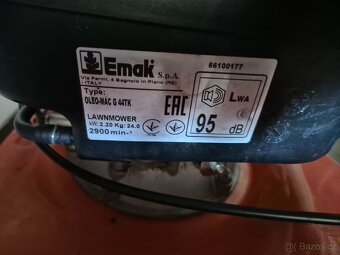 Emak S.p.A.
66100177
Via Fermi, 4 Bagnolo in Piano (RE)
- ITALY
Type:
OLEO-MAC G 44TK
LAWNMOWER
kW: 2.20 Kg: 24.0
2900 min-¹
EAC
LWA
95 dB
Bazos.cz